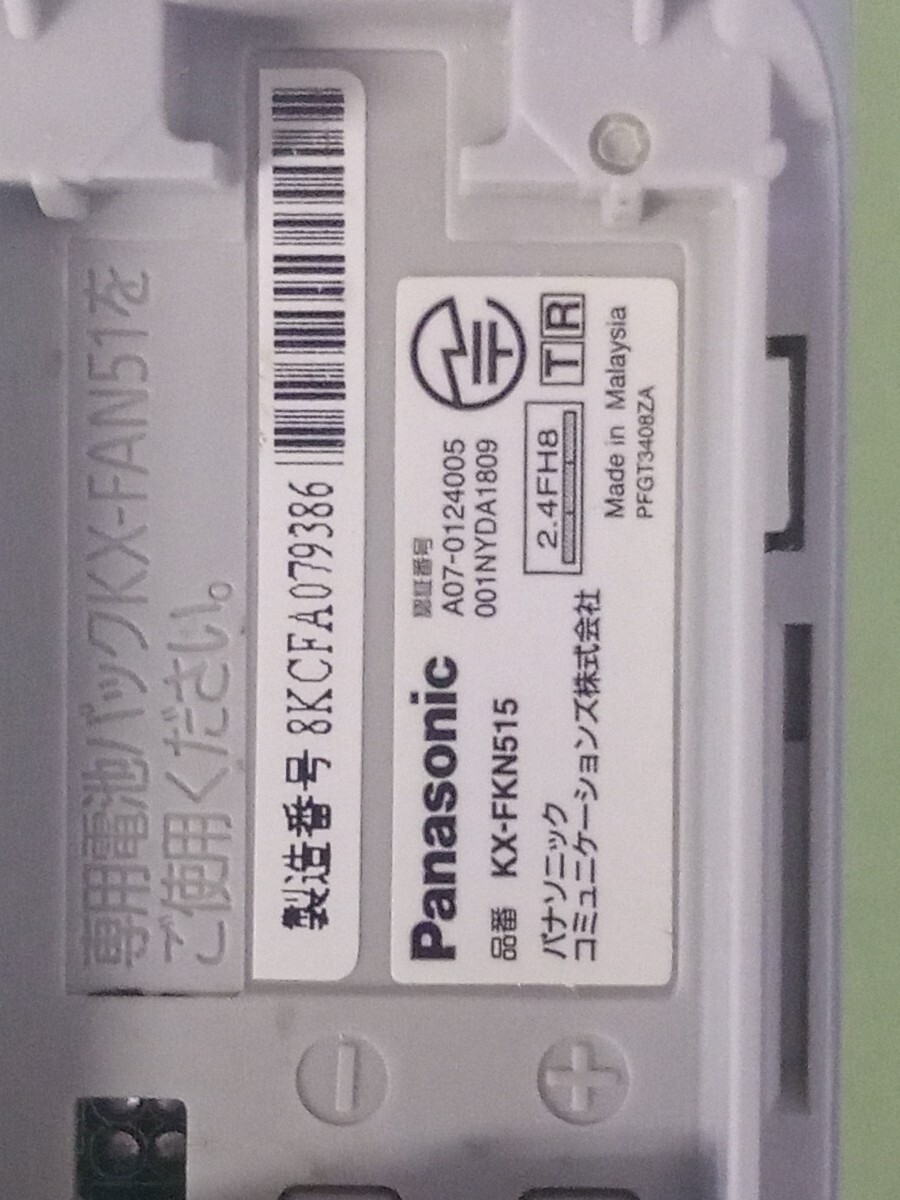 専用電池パックKX-FAN51を
ご使用ください。
製造番号 8KCFA079386
Panasonic
認証番号
A07-0124005
001NYDA1809
品番 KX-FKN515
2.4FH8
T R
パナソニック
コミュニケーションズ株式会社
Made in Malaysia
PFGT3408ZA